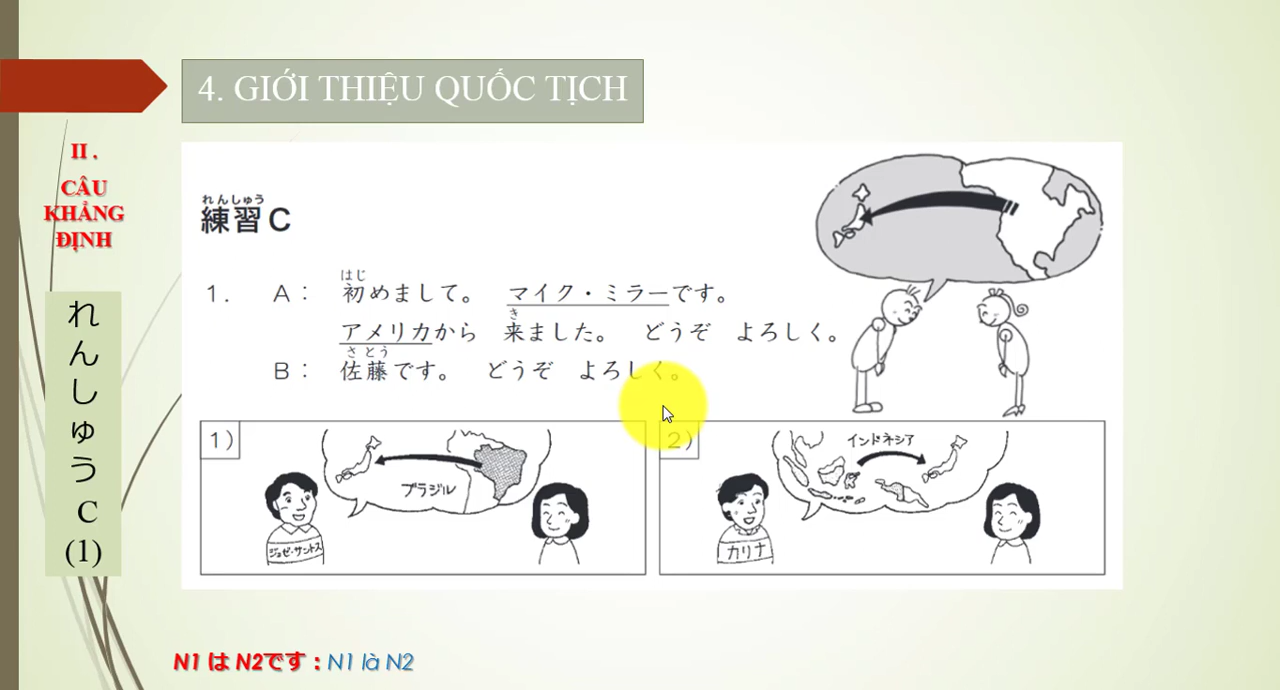 4. GIỚI THIỆU QUỐC TỊCH
II .
CÂU
KHẲNG
ĐỊNH
れんしゅう
C
(1)
れんしゅう
練習 C
はじ
1. A： 初めまして。 マイク・ミラーです。
き
アメリカから 来ました。 どうぞ よろしく。
さ とう
B： 佐藤です。 どうぞ よろしく。
1)
ブラジル
ジョゼ・サントス
2)
インドネシア
カリナ
N1 は N2です : N1 là N2